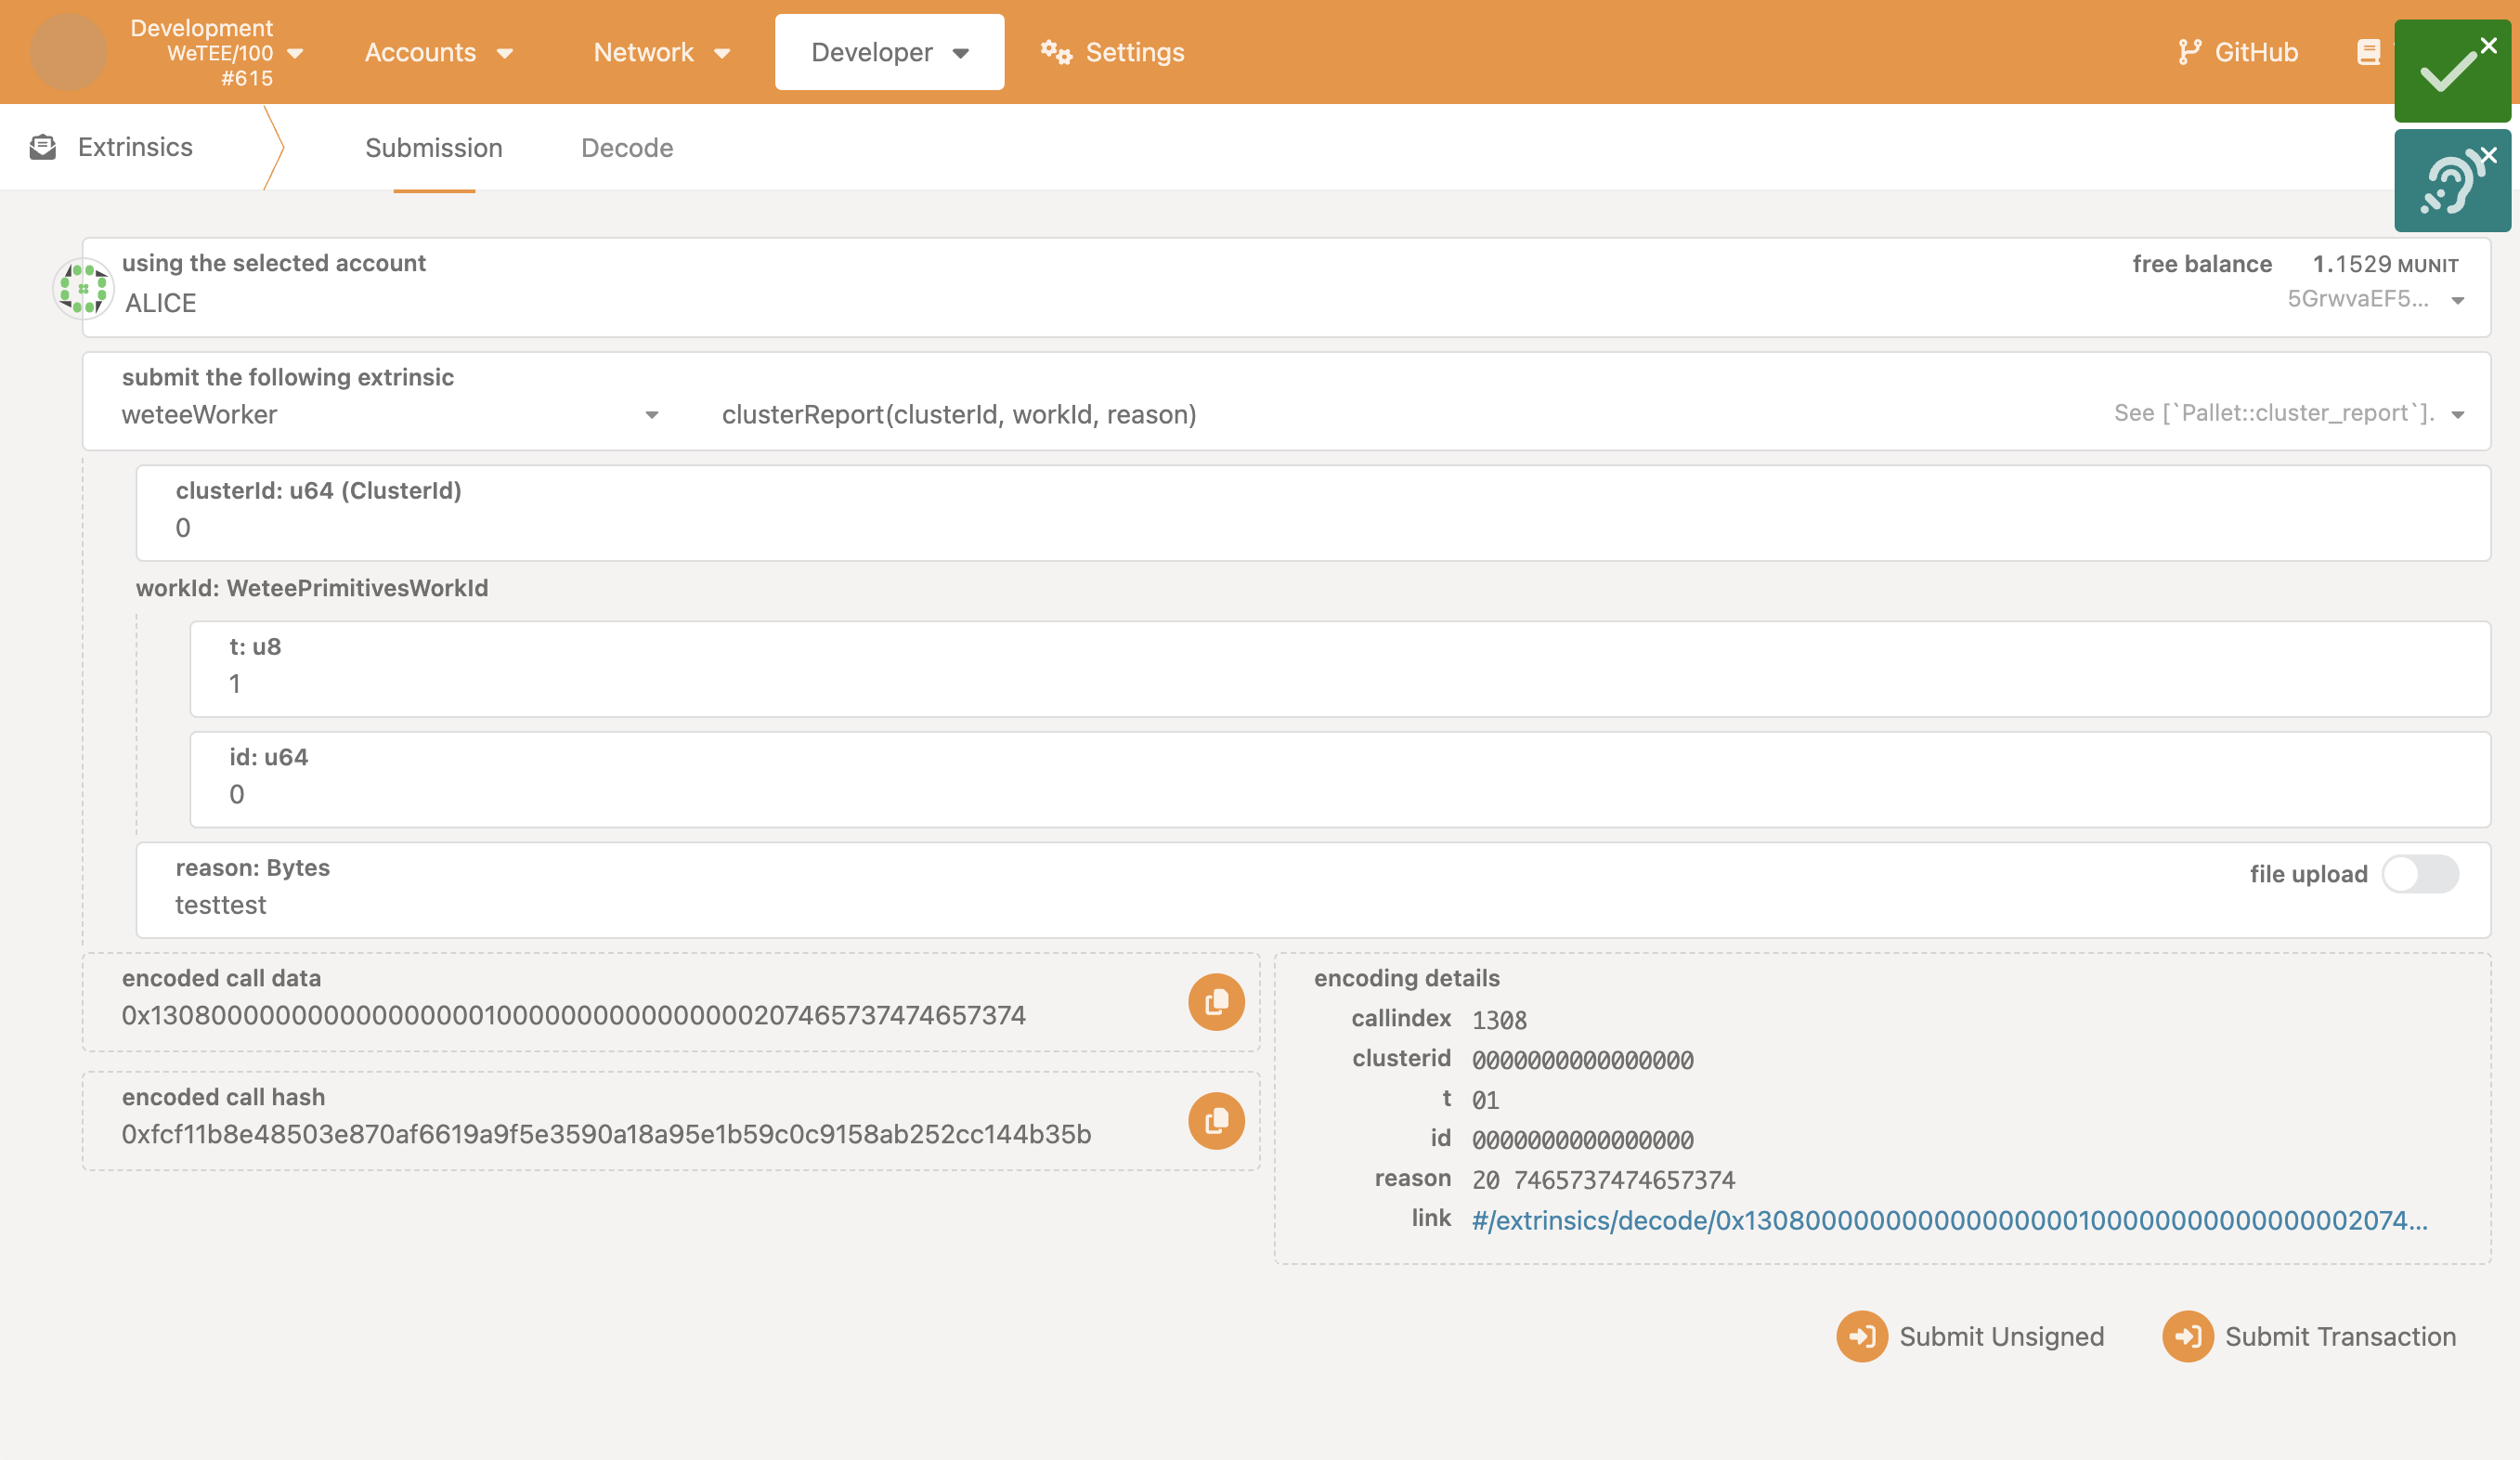 Development
WeTEE/100
#615
Accounts
Network
Developer
Settings
GitHub
Extrinsics
Submission
Decode
using the selected account
ALICE
free balance 1.1529 MUNIT
5GrwvaEF5...
submit the following extrinsic
weteeWorker
clusterReport(clusterId, workId, reason)
See [`Pallet::cluster_report`].
clusterId: u64 (ClusterId)
0
workId: WeteePrimitivesWorkId
t: u8
1
id: u64
0
reason: Bytes
testtest
file upload
encoded call data
0x13080000000000000000010000000000000000207465737474657374
encoded call hash
0xfcf11b8e48503e870af6619a9f5e3590a18a95e1b59c0c9158ab252cc144b35b
encoding details
callindex 1308
clusterid 0000000000000000
t 01
id 0000000000000000
reason 20 7465737474657374
link #/extrinsics/decode/0x130800000000000000000100000000000000002074...
Submit Unsigned
Submit Transaction